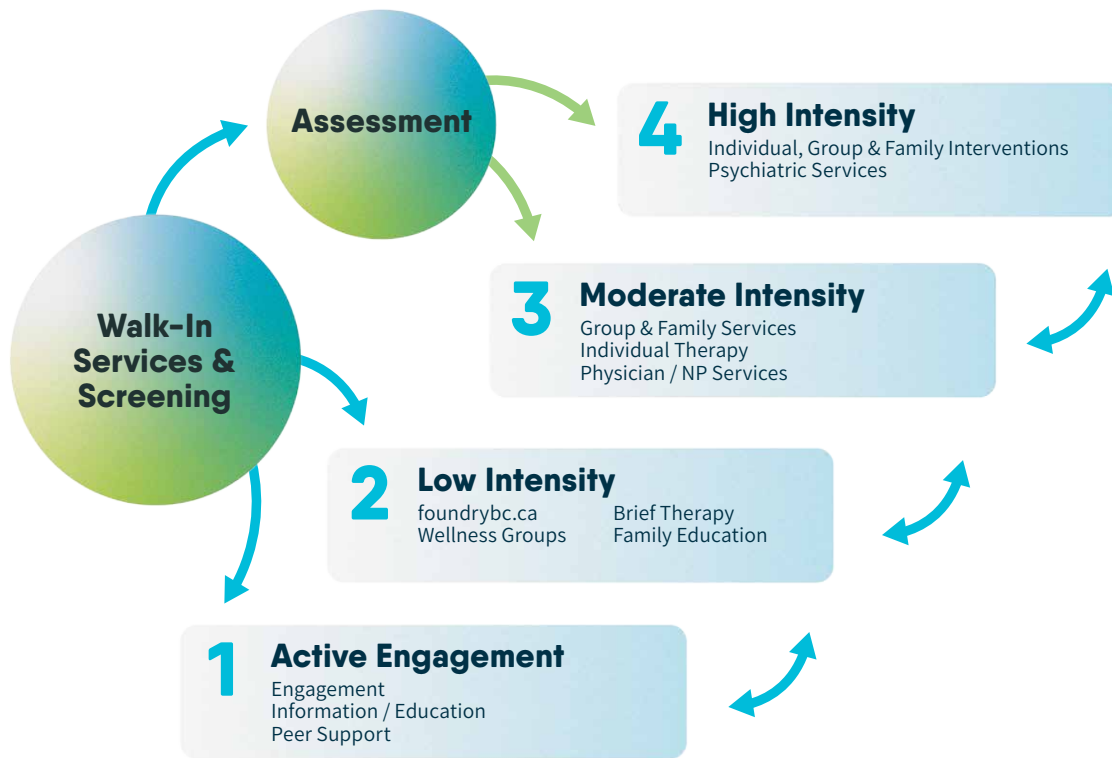 Assessment
4
High Intensity
Individual, Group & Family Interventions
Psychiatric Services
Walk-In
Services &
Screening
3
Moderate Intensity
Group & Family Services
Individual Therapy
Physician / NP Services
2
Low Intensity
foundrybc.ca
Wellness Groups
Brief Therapy
Family Education
1
Active Engagement
Engagement
Information / Education
Peer Support